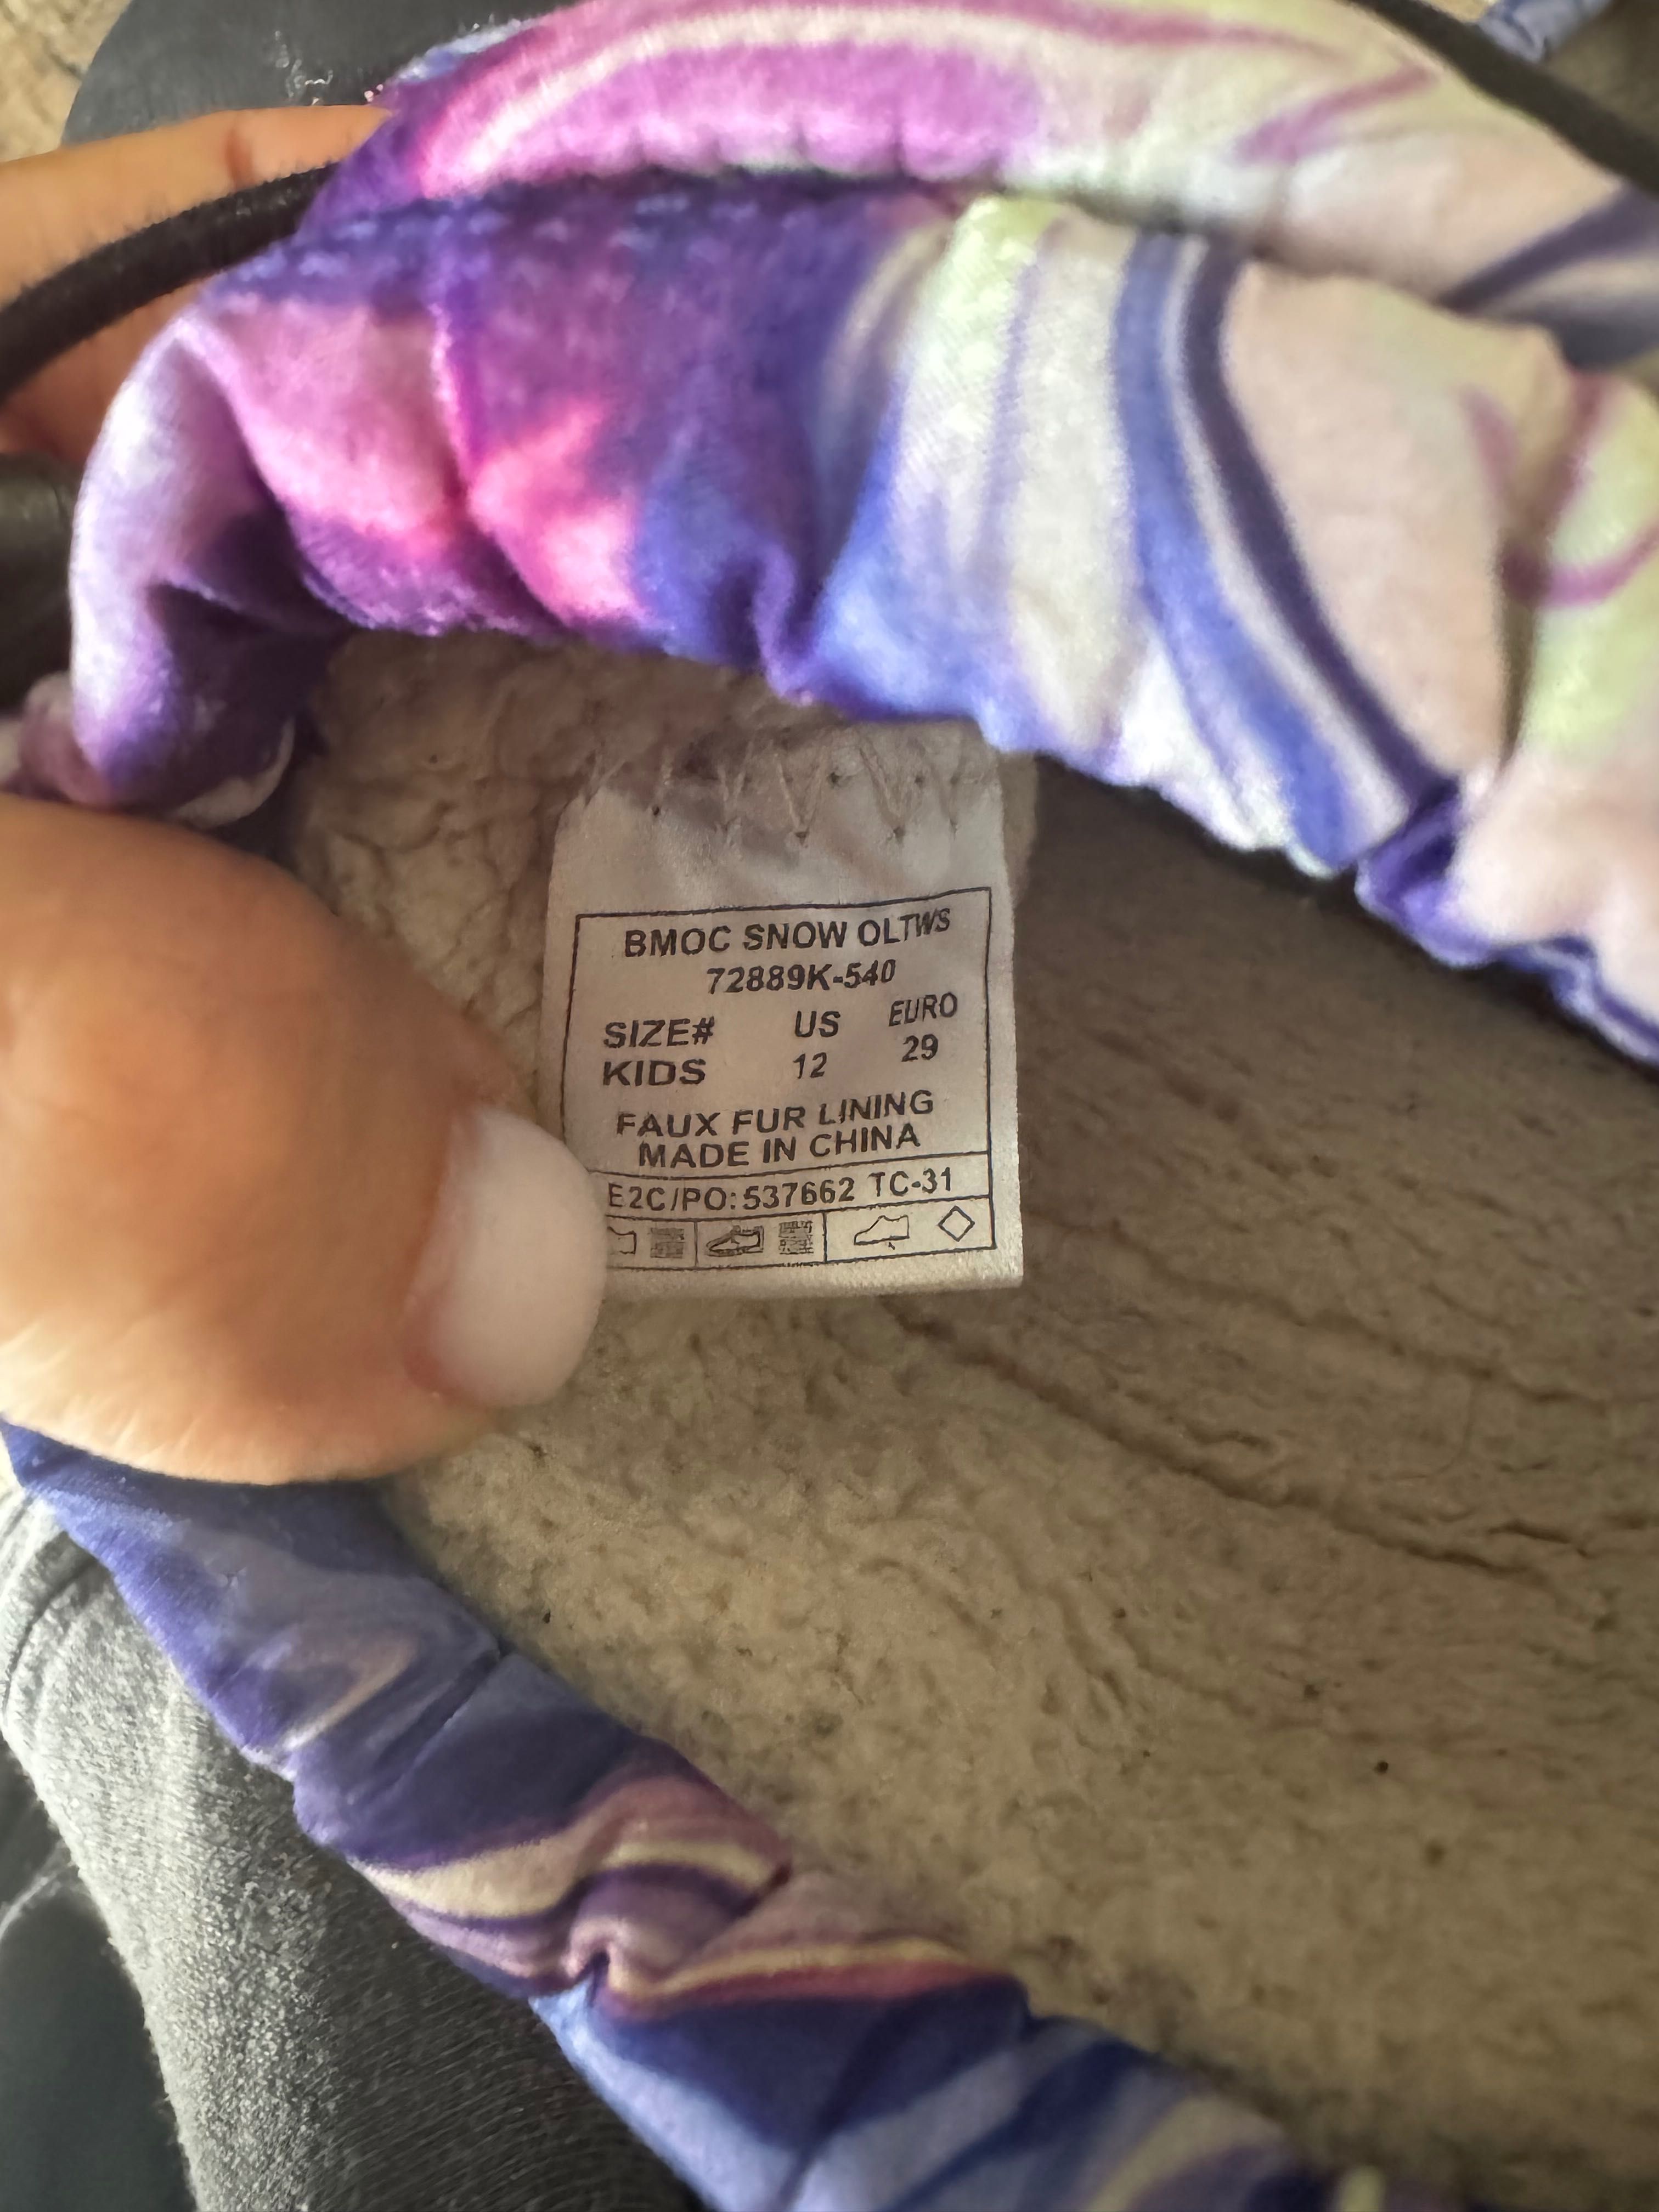 BMOC SNOW OLTWS
72889K-540
SIZE# US EURO
KIDS 12 29
FAUX FUR LINING
MADE IN CHINA
E2C/PO:537662 TC-31